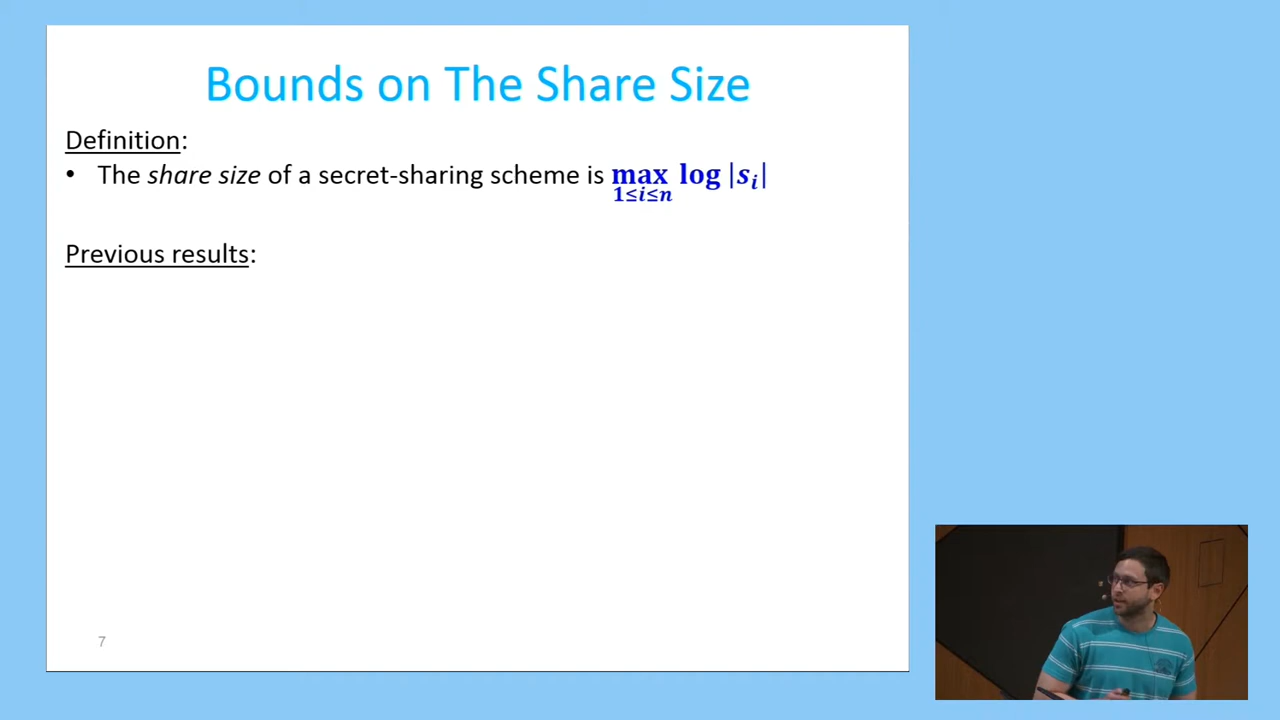 Bounds on The Share Size
Definition:
• The share size of a secret-sharing scheme is max log |sᵢ|
1≤i≤n
Previous results:
7